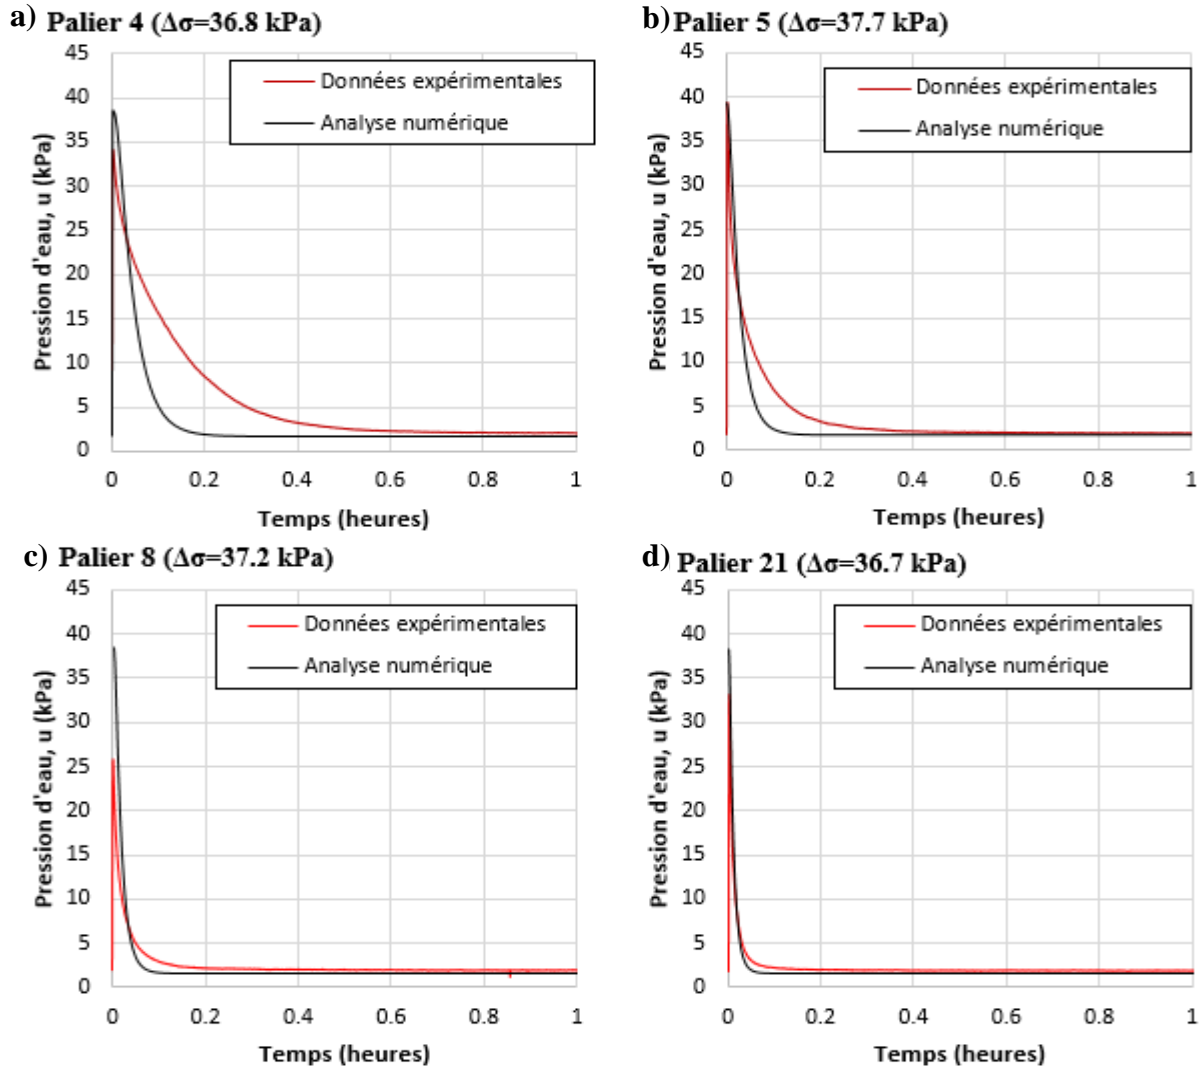 a) Palier 4 (Δσ=36.8 kPa)
45
40
35
30
25
20
15
10
5
0
Pression d'eau, u (kPa)
Données expérimentales
Analyse numérique
0 0.2 0.4 0.6 0.8 1
Temps (heures)
b) Palier 5 (Δσ=37.7 kPa)
45
40
35
30
25
20
15
10
5
0
Pression d'eau, u (kPa)
Données expérimentales
Analyse numérique
0 0.2 0.4 0.6 0.8 1
Temps (heures)
c) Palier 8 (Δσ=37.2 kPa)
45
40
35
30
25
20
15
10
5
0
Pression d'eau, u (kPa)
Données expérimentales
Analyse numérique
0 0.2 0.4 0.6 0.8 1
Temps (heures)
d) Palier 21 (Δσ=36.7 kPa)
45
40
35
30
25
20
15
10
5
0
Pression d'eau, u (kPa)
Données expérimentales
Analyse numérique
0 0.2 0.4 0.6 0.8 1
Temps (heures)